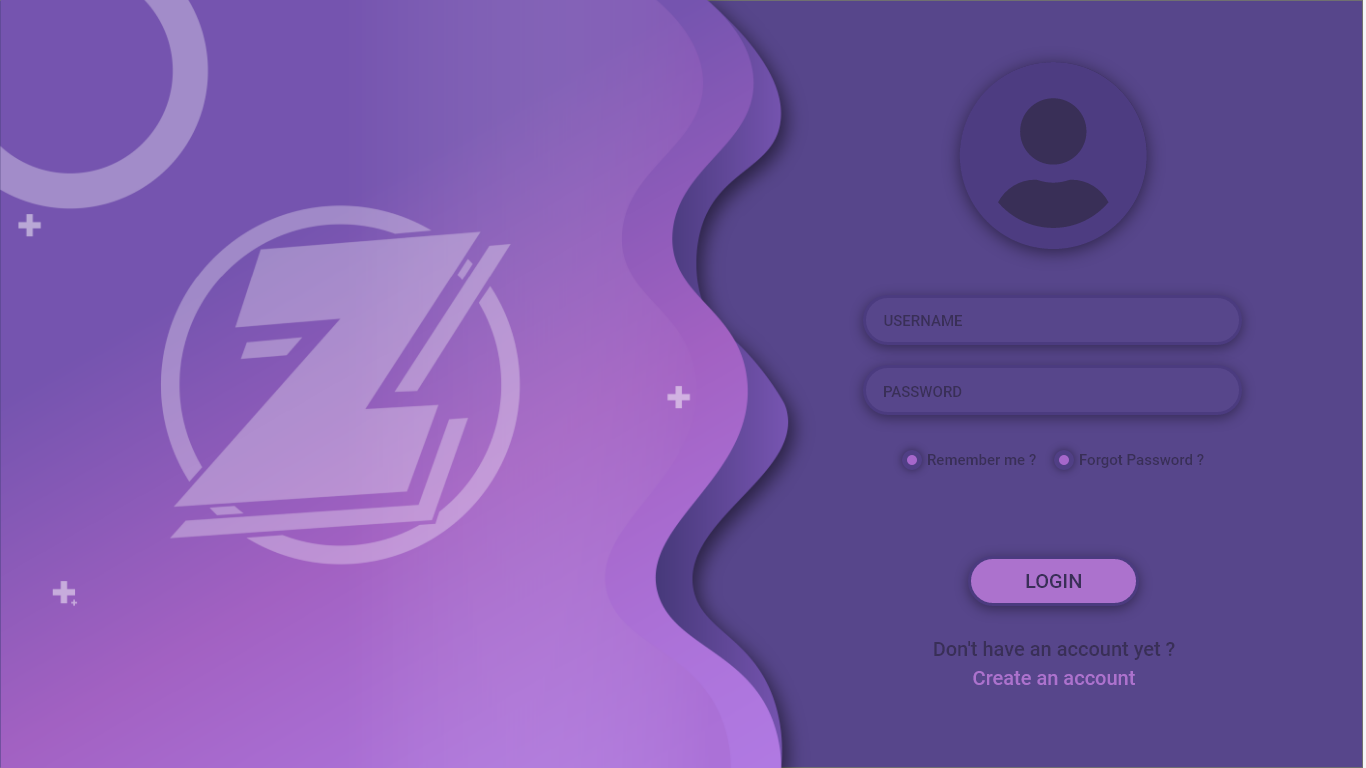 Z
USERNAME
PASSWORD
Remember me ? Forgot Password ?
LOGIN
Don't have an account yet ?
Create an account